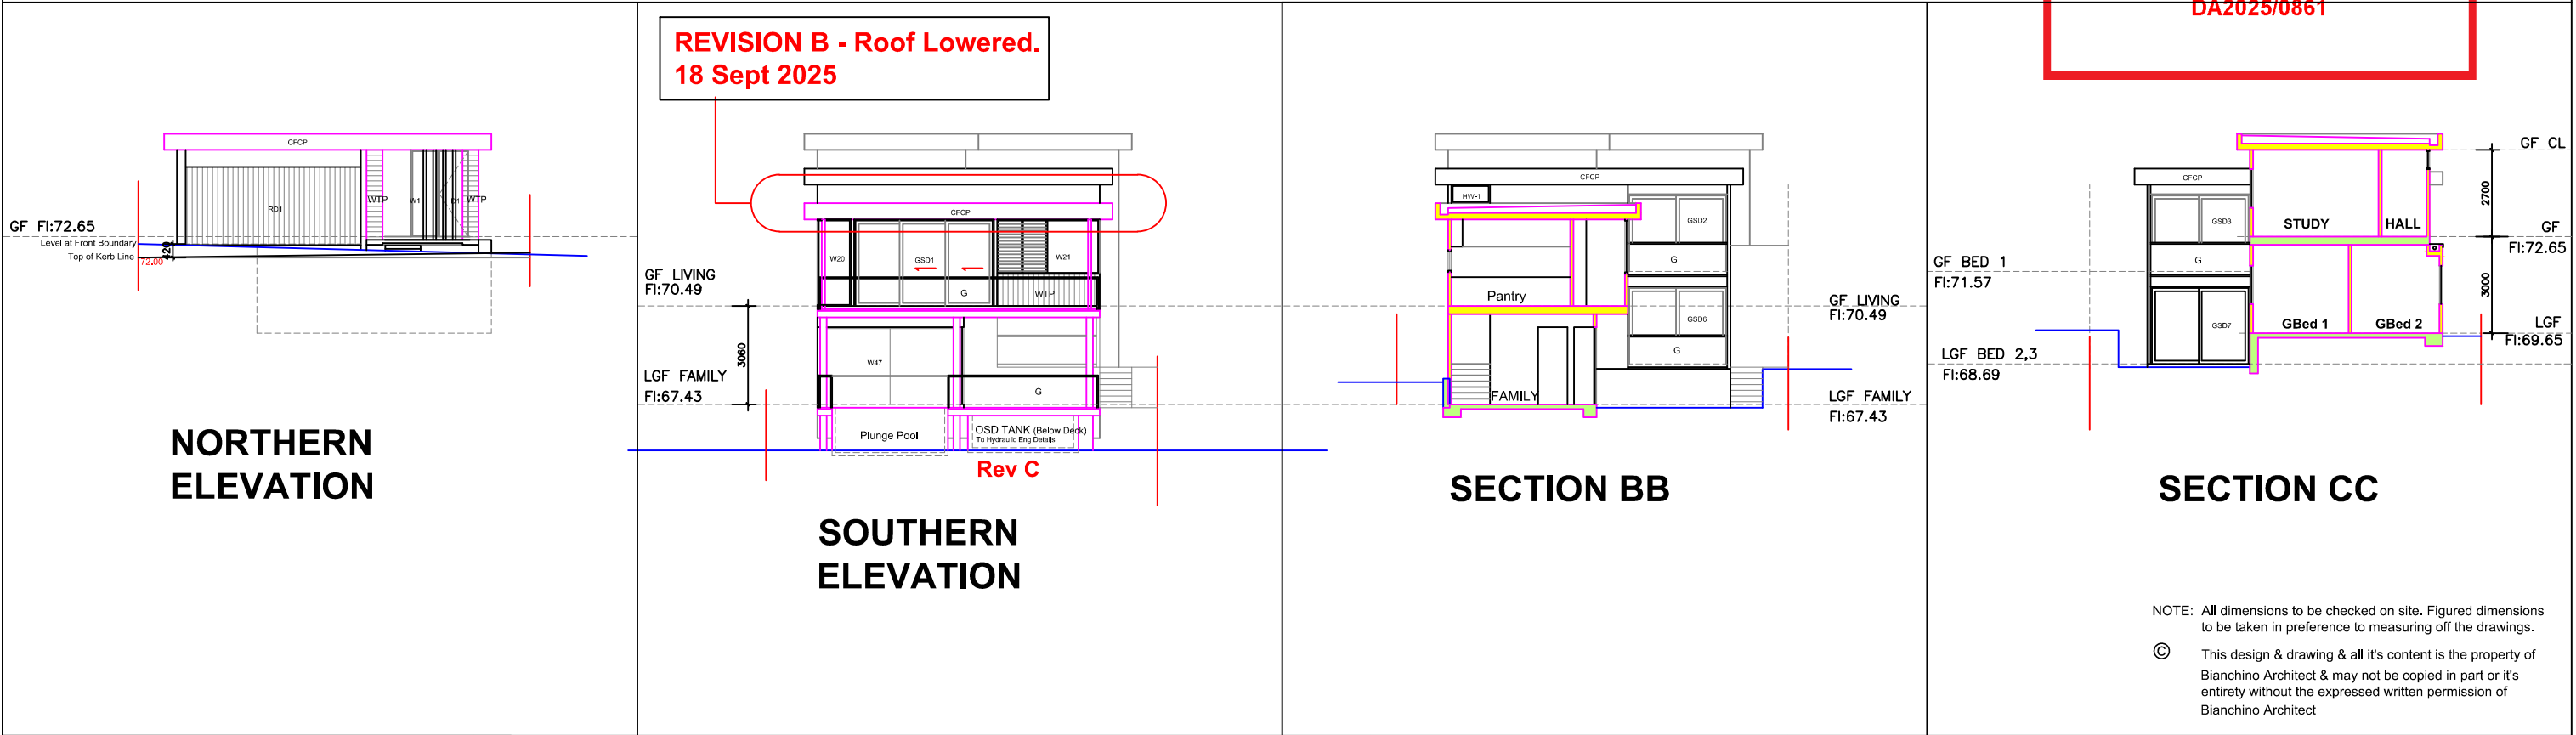 DA2025/0861
REVISION B - Roof Lowered.
18 Sept 2025
CFCP
RD1
WTP
W1
D1
WTP
GF FI:72.65
Level at Front Boundary
Top of Kerb Line
72.00
420
NORTHERN
ELEVATION
CFCP
W20
GSD1
W21
G
WTP
GF LIVING
FI:70.49
3060
W47
LGF FAMILY
FI:67.43
G
Plunge Pool
OSD TANK (Below Deck)
To Hydraulic Eng Details
Rev C
SOUTHERN
ELEVATION
CFCP
HW-1
GSD2
G
Pantry
GSD6
G
FAMILY
GF LIVING
FI:70.49
LGF FAMILY
FI:67.43
SECTION BB
GF CL
CFCP
2700
GSD3
STUDY
HALL
GF
FI:72.65
GF BED 1
FI:71.57
G
3000
GSD7
GBed 1
GBed 2
LGF
FI:69.65
LGF BED 2,3
FI:68.69
SECTION CC
NOTE: All dimensions to be checked on site. Figured dimensions
to be taken in preference to measuring off the drawings.
© This design & drawing & all it's content is the property of
Bianchino Architect & may not be copied in part or it's
entirety without the expressed written permission of
Bianchino Architect